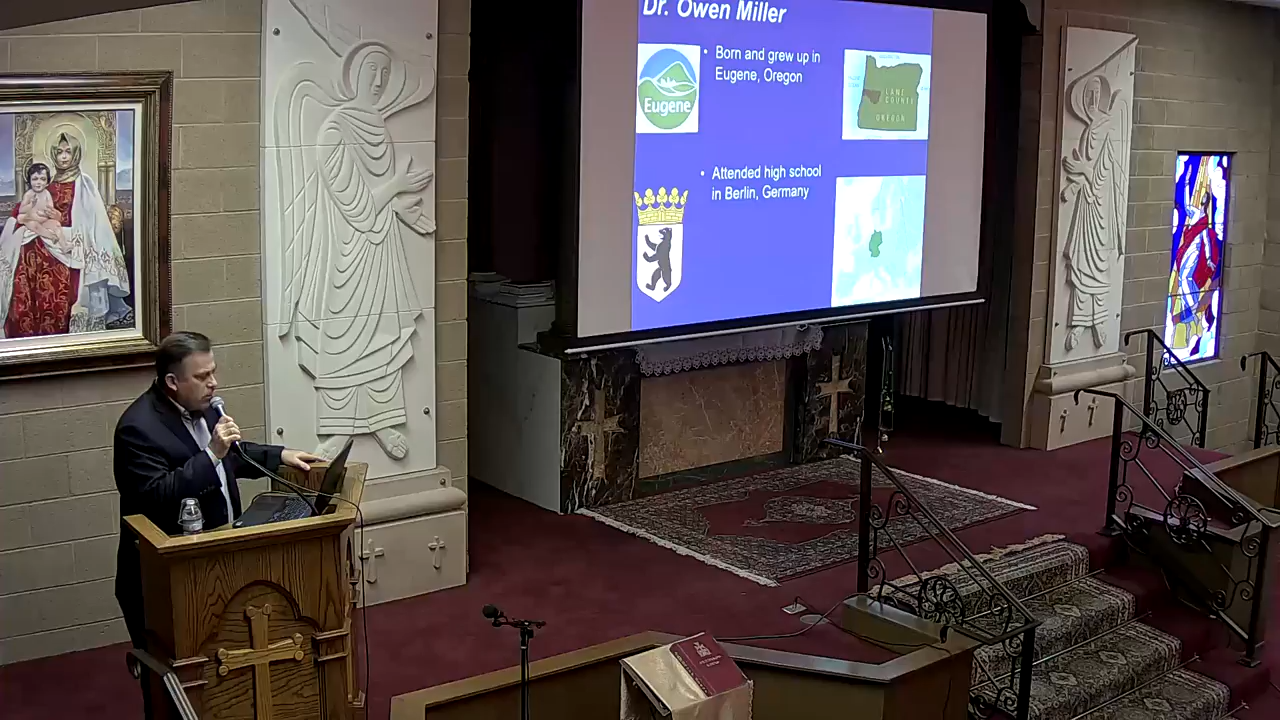 Dr. Owen Miller
• Born and grew up in
Eugene, Oregon
Eugene
LANE
COUNTY
OREGON
• Attended high school
in Berlin, Germany